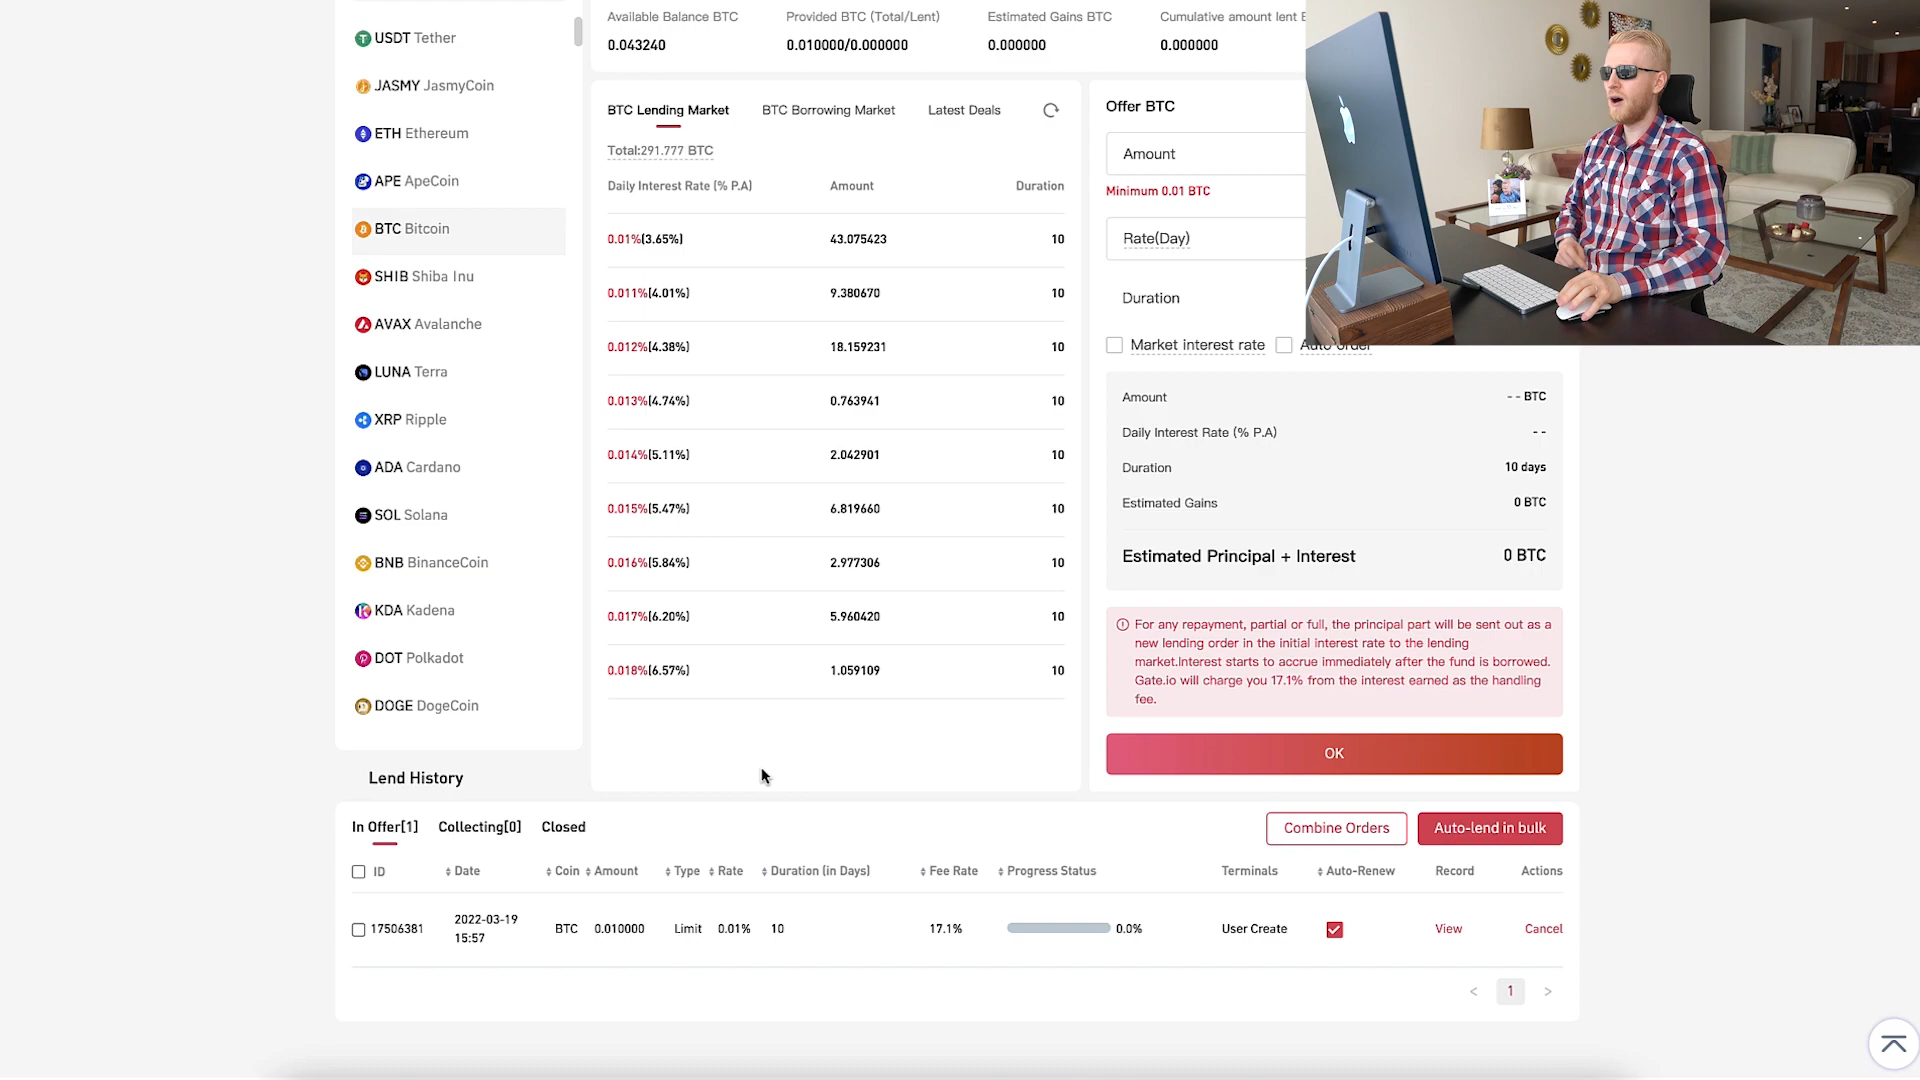 USDT Tether
JASMY JasmyCoin
ETH Ethereum
APE ApeCoin
BTC Bitcoin
SHIB Shiba Inu
AVAX Avalanche
LUNA Terra
XRP Ripple
ADA Cardano
SOL Solana
BNB BinanceCoin
KDA Kadena
DOT Polkadot
DOGE DogeCoin
Available Balance BTC Provided BTC (Total/Lent) Estimated Gains BTC Cumulative amount lent
0.043240 0.010000/0.000000 0.000000 0.000000
BTC Lending Market BTC Borrowing Market Latest Deals
Total:291.777 BTC
Daily Interest Rate (% P.A) Amount Duration
0.01%(3.65%) 43.075423 10
0.011%(4.01%) 9.380670 10
0.012%(4.38%) 18.159231 10
0.013%(4.74%) 0.763941 10
0.014%(5.11%) 2.042901 10
0.015%(5.47%) 6.819660 10
0.016%(5.84%) 2.977306 10
0.017%(6.20%) 5.960420 10
0.018%(6.57%) 1.059109 10
Offer BTC
Amount
Minimum 0.01 BTC
Rate(Day)
Duration
Market interest rate Auto order
Amount - - BTC
Daily Interest Rate (% P.A) - -
Duration 10 days
Estimated Gains 0 BTC
Estimated Principal + Interest 0 BTC
For any repayment, partial or full, the principal part will be sent out as a
new lending order in the initial interest rate to the lending
market.Interest starts to accrue immediately after the fund is borrowed.
Gate.io will charge you 17.1% from the interest earned as the handling
fee.
OK
Lend History
In Offer[1] Collecting[0] Closed Combine Orders Auto-lend in bulk
ID Date Coin Amount Type Rate Duration (in Days) Fee Rate Progress Status Terminals Auto-Renew Record Actions
17506381 2022-03-19 15:57 BTC 0.010000 Limit 0.01% 10 17.1% 0.0% User Create View Cancel
< 1 >